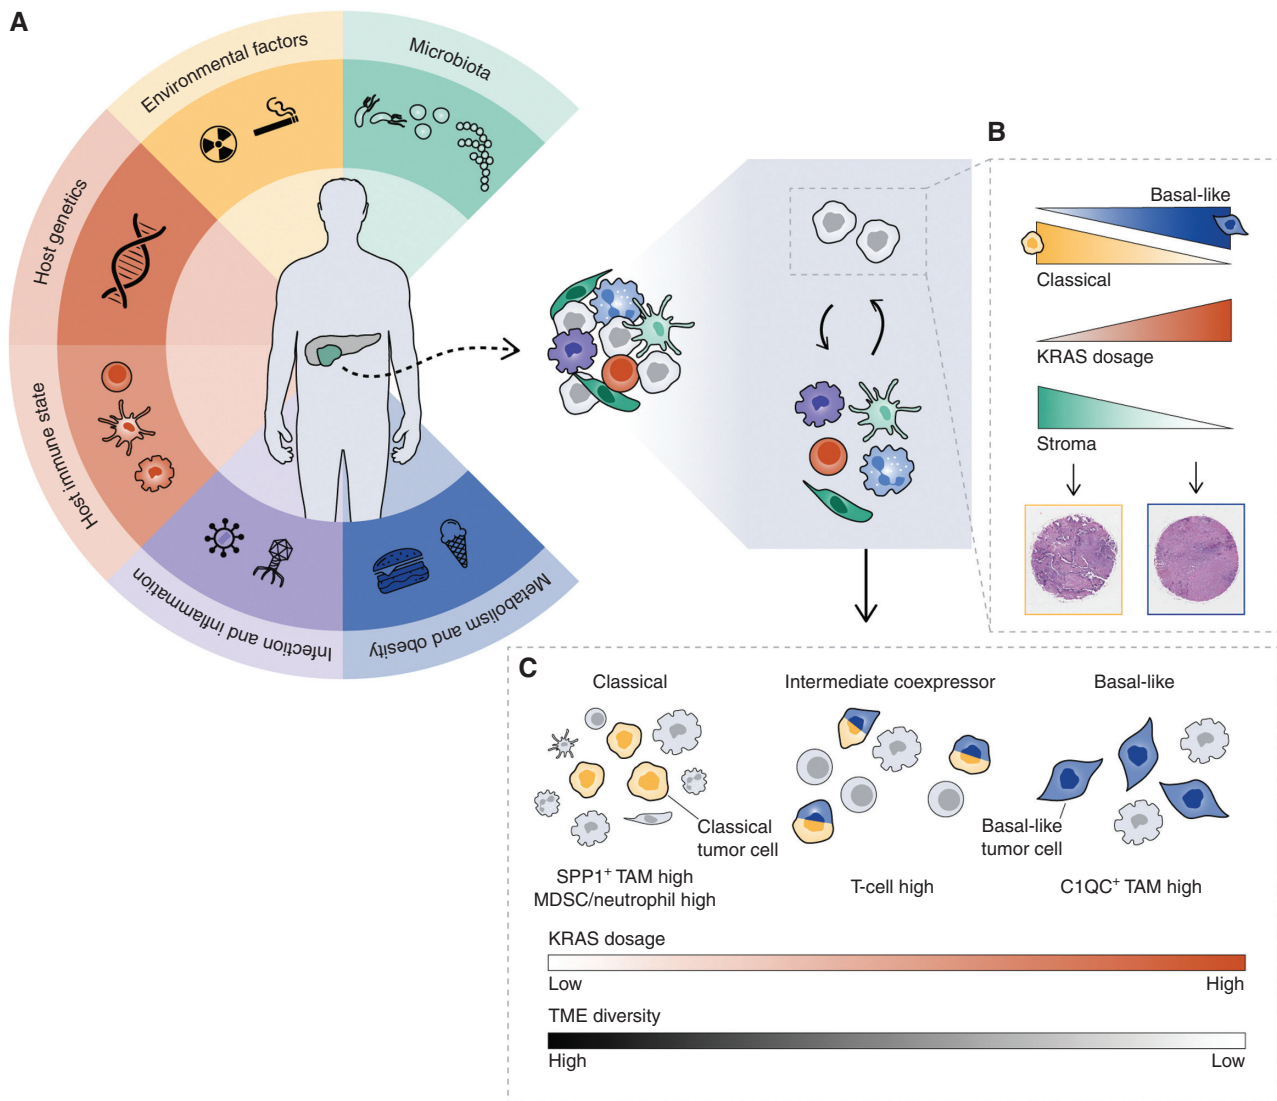 A
Environmental factors
Microbiota
Host genetics
Host immune state
Infection and inflammation
Metabolism and obesity
B
Basal-like
Classical
KRAS dosage
Stroma
C
Classical
Intermediate coexpressor
Basal-like
Classical
tumor cell
Basal-like
tumor cell
SPP1⁺ TAM high
MDSC/neutrophil high
T-cell high
C1QC⁺ TAM high
KRAS dosage
Low
High
TME diversity
High
Low